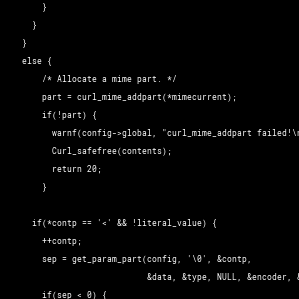 }
}
}
else {
/* Allocate a mime part. */
part = curl_mime_addpart(*mimecurrent);
if(!part) {
warnf(config->global, "curl_mime_addpart failed!\n
Curl_safefree(contents);
return 20;
}
if(*contp == '<' && !literal_value) {
++contp;
sep = get_param_part(config, '\0', &contp,
&data, &type, NULL, &encoder, &
if(sep < 0) {